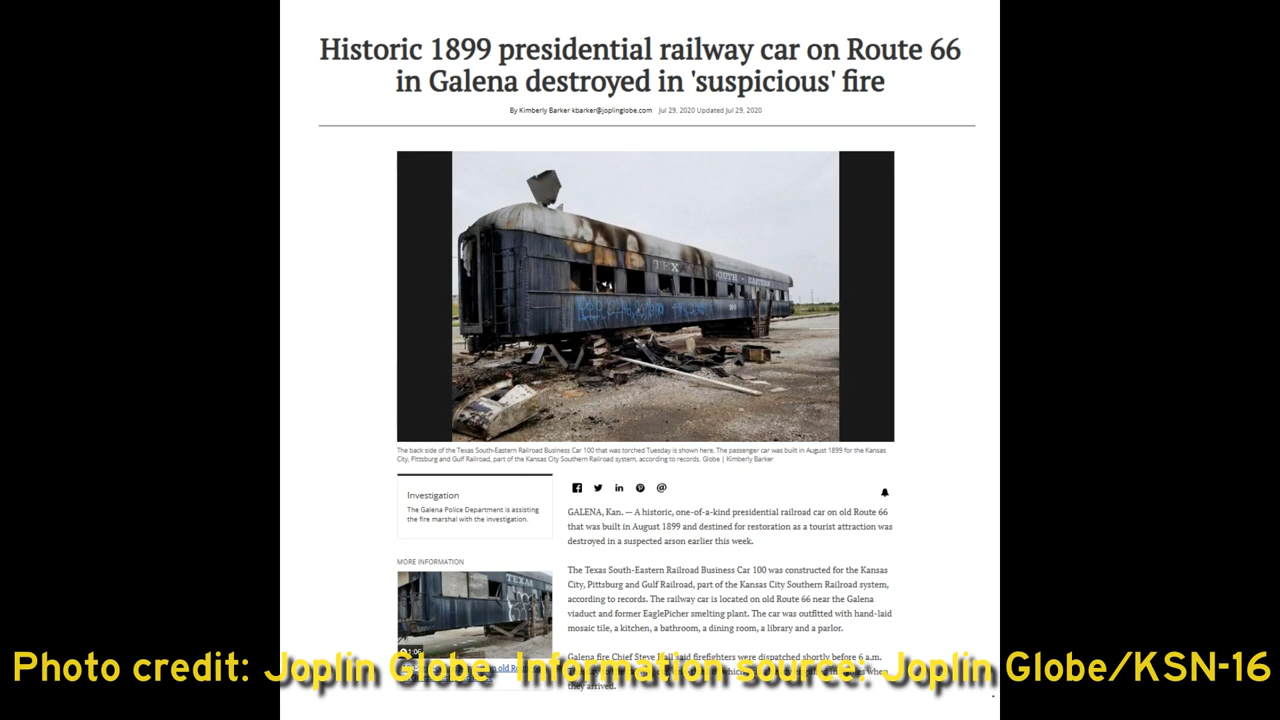 Historic 1899 presidential railway car on Route 66
in Galena destroyed in 'suspicious' fire
By Kimberly Barker kbarker@joplinglobe.com Jul 29, 2020 Updated Jul 29, 2020
TEX
SOUTH - EASTERN
100
The back side of the Texas South-Eastern Railroad Business Car 100 that was torched Tuesday is shown here. The passenger car was built in August 1899 for the Kansas
City, Pittsburg and Gulf Railroad, part of the Kansas City Southern Railroad system, according to records. Globe | Kimberly Barker
Investigation
The Galena Police Department is assisting
the fire marshal with the investigation.
MORE INFORMATION
TEXAS
1:06
in old Ro
GALENA, Kan. — A historic, one-of-a-kind presidential railroad car on old Route 66
that was built in August 1899 and destined for restoration as a tourist attraction was
destroyed in a suspected arson earlier this week.
The Texas South-Eastern Railroad Business Car 100 was constructed for the Kansas
City, Pittsburg and Gulf Railroad, part of the Kansas City Southern Railroad system,
according to records. The railway car is located on old Route 66 near the Galena
viaduct and former EaglePicher smelting plant. The car was outfitted with hand-laid
mosaic tile, a kitchen, a bathroom, a dining room, a library and a parlor.
Galena fire Chief Steve Hall said firefighters were dispatched shortly before 6 a.m.
when
they arrived.
Photo credit: Joplin Globe Information source: Joplin Globe/KSN-16